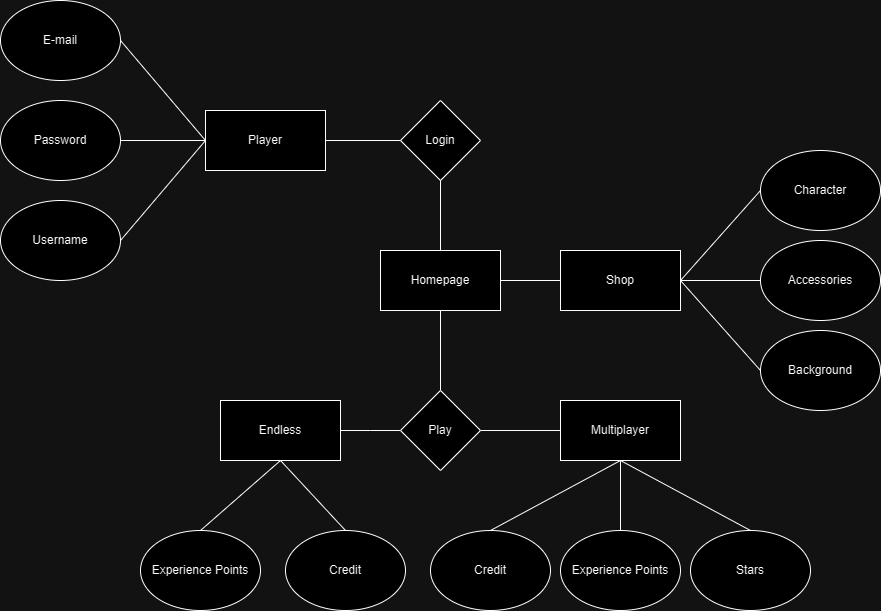 E-mail
Password
Player
Login
Username
Character
Homepage
Shop
Accessories
Background
Endless
Play
Multiplayer
Experience Points
Credit
Credit
Experience Points
Stars